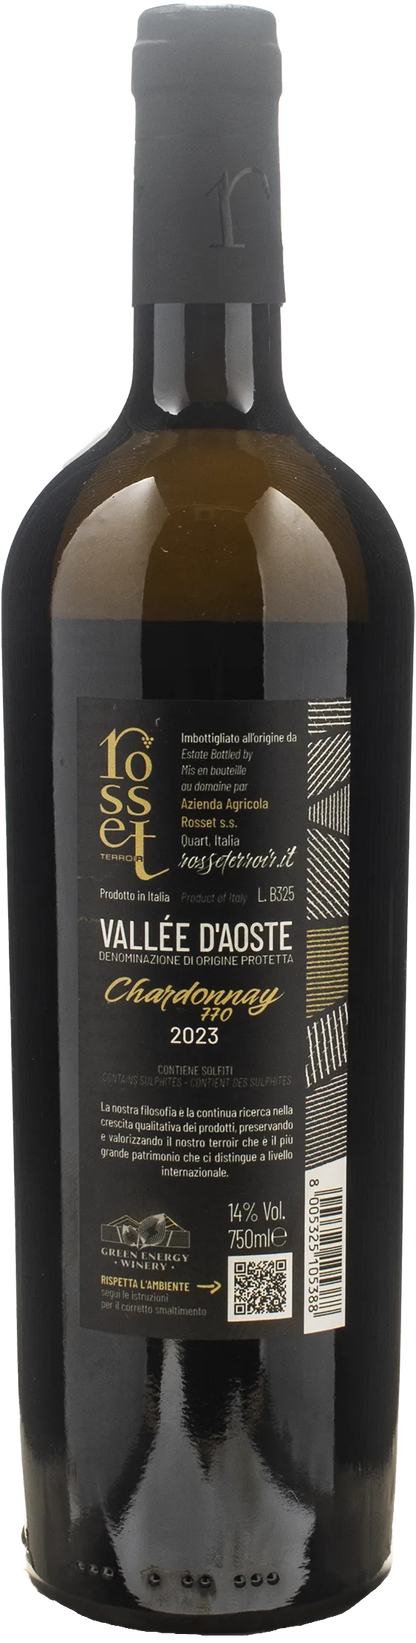 r
rosset
TERROIR
Imbottigliato all'origine da
Estate Bottled by
Mis en bouteille
au domaine par
Azienda Agricola
Rosset s.s.
Quart, Italia
rosseterroir.it
Prodotto in Italia Product of Italy L. B325
VALLÉE D'AOSTE
DENOMINAZIONE DI ORIGINE PROTETTA
Chardonnay
770
2023
CONTIENE SOLFITI
CONTAINS SULPHITES - CONTIENT DES SULPHITES
La nostra filosofia è la continua ricerca nella
crescita qualitativa dei prodotti, preservando
e valorizzando il nostro terroir che è il più
grande patrimonio che ci distingue a livello
internazionale.
14% Vol.
750ml℮
GREEN ENERGY
• WINERY •
RISPETTA L'AMBIENTE
segui le istruzioni
per il corretto smaltimento
8 005325 105388